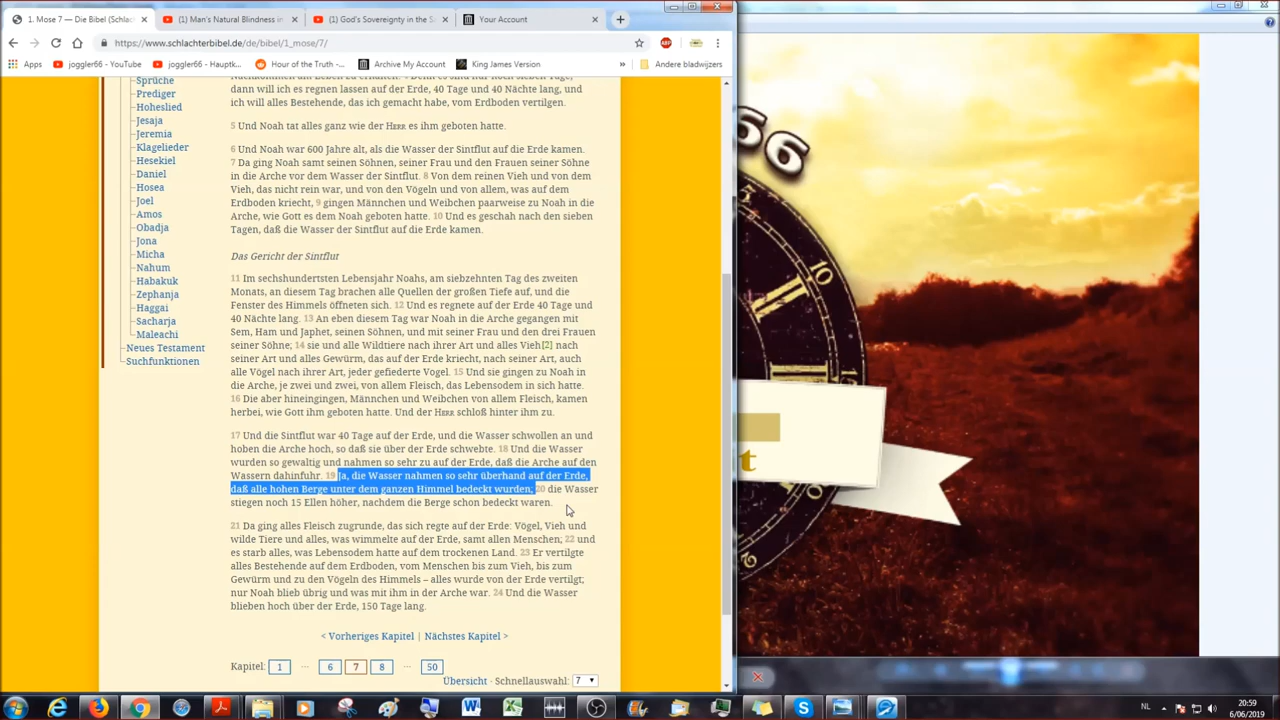 1. Mose 7 — Die Bibel (Schlac
(1) Man's Natural Blindness in
(1) God's Sovereignty in the S
Your Account
https://www.schlachterbibel.de/de/bibel/1_mose/7/
Apps
joggler66 - YouTube
joggler66 - Hauptk...
Hour of the Truth -...
Archive My Account
King James Version
»
Andere bladwijzers
Sprüche
Prediger
Hoheslied
Jesaja
Jeremia
Klagelieder
Hesekiel
Daniel
Hosea
Joel
Amos
Obadja
Jona
Micha
Nahum
Habakuk
Zephanja
Haggai
Sacharja
Maleachi
Neues Testament
Suchfunktionen
dann will ich es regnen lassen auf der Erde, 40 Tage und 40 Nächte lang, und
ich will alles Bestehende, das ich gemacht habe, vom Erdboden vertilgen.
5 Und Noah tat alles ganz wie der HERR es ihm geboten hatte.
6 Und Noah war 600 Jahre alt, als die Wasser der Sintflut auf die Erde kamen.
7 Da ging Noah samt seinen Söhnen, seiner Frau und den Frauen seiner Söhne
in die Arche vor dem Wasser der Sintflut. 8 Von dem reinen Vieh und von dem
Vieh, das nicht rein war, und von den Vögeln und von allem, was auf dem
Erdboden kriecht, 9 gingen Männchen und Weibchen paarweise zu Noah in die
Arche, wie Gott es dem Noah geboten hatte. 10 Und es geschah nach den sieben
Tagen, daß die Wasser der Sintflut auf die Erde kamen.
Das Gericht der Sintflut
11 Im sechshundertsten Lebensjahr Noahs, am siebzehnten Tag des zweiten
Monats, an diesem Tag brachen alle Quellen der großen Tiefe auf, und die
Fenster des Himmels öffneten sich. 12 Und es regnete auf der Erde 40 Tage und
40 Nächte lang. 13 An eben diesem Tag war Noah in die Arche gegangen mit
Sem, Ham und Japhet, seinen Söhnen, und mit seiner Frau und den drei Frauen
seiner Söhne; 14 sie und alle Wildtiere nach ihrer Art und alles Vieh[2] nach
seiner Art und alles Gewürm, das auf der Erde kriecht, nach seiner Art, auch
alle Vögel nach ihrer Art, jeder gefiederte Vogel. 15 Und sie gingen zu Noah in
die Arche, je zwei und zwei, von allem Fleisch, das Lebensodem in sich hatte.
16 Die aber hineingingen, Männchen und Weibchen von allem Fleisch, kamen
herbei, wie Gott ihm geboten hatte. Und der HERR schloß hinter ihm zu.
17 Und die Sintflut war 40 Tage auf der Erde, und die Wasser schwollen an und
hoben die Arche hoch, so daß sie über der Erde schwebte. 18 Und die Wasser
wurden so gewaltig und nahmen so sehr zu auf der Erde, daß die Arche auf den
Wassern dahinfuhr. 19 Ja, die Wasser nahmen so sehr überhand auf der Erde,
daß alle hohen Berge unter dem ganzen Himmel bedeckt wurden; 20 die Wasser
stiegen noch 15 Ellen höher, nachdem die Berge schon bedeckt waren.
21 Da ging alles Fleisch zugrunde, das sich regte auf der Erde: Vögel, Vieh und
wilde Tiere und alles, was wimmelte auf der Erde, samt allen Menschen; 22 und
es starb alles, was Lebensodem hatte auf dem trockenen Land. 23 Er vertilgte
alles Bestehende auf dem Erdboden, vom Menschen bis zum Vieh, bis zum
Gewürm und zu den Vögeln des Himmels – alles wurde von der Erde vertilgt;
nur Noah blieb übrig und was mit ihm in der Arche war. 24 Und die Wasser
blieben hoch über der Erde, 150 Tage lang.
< Vorheriges Kapitel | Nächstes Kapitel >
Kapitel: 1 ... 6 7 8 ... 50
Übersicht · Schnellauswahl: 7
66
10
t
NL
20:59
6/06/2019